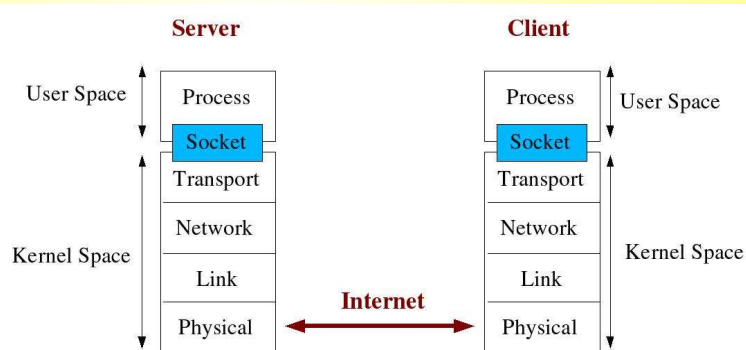 Server
Client
User Space
Process
Process
User Space
Socket
Socket
Transport
Transport
Network
Network
Kernel Space
Kernel Space
Link
Link
Internet
Physical
Physical